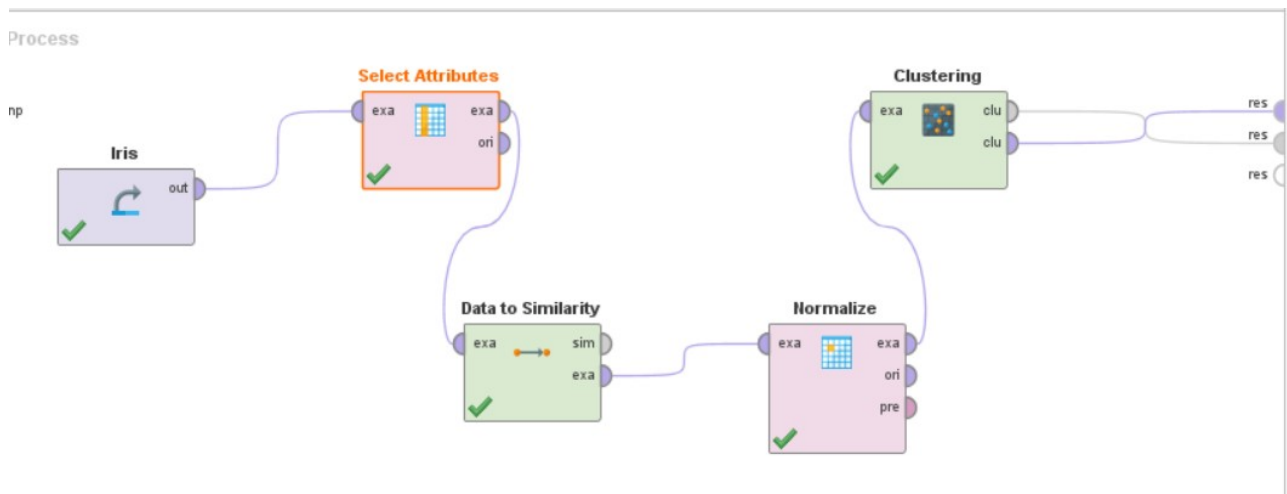 Process
Select Attributes
Clustering
exa
exa
ori
exa
clu
clu
res
res
res
np
Iris
out
Data to Similarity
Normalize
exa
sim
exa
exa
exa
ori
pre